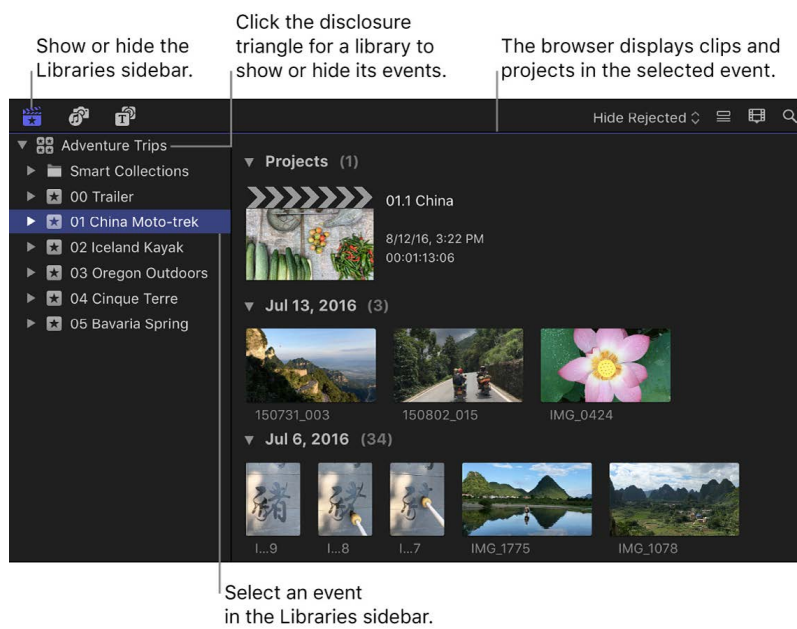 Show or hide the
Libraries sidebar.
Click the disclosure
triangle for a library to
show or hide its events.
The browser displays clips and
projects in the selected event.
Hide Rejected
Adventure Trips
Smart Collections
00 Trailer
01 China Moto-trek
02 Iceland Kayak
03 Oregon Outdoors
04 Cinque Terre
05 Bavaria Spring
Projects (1)
01.1 China
8/12/16, 3:22 PM
00:01:13:06
Jul 13, 2016 (3)
150731_003 150802_015 IMG_0424
Jul 6, 2016 (34)
I...9 I...8 I...7 IMG_1775 IMG_1078
Select an event
in the Libraries sidebar.